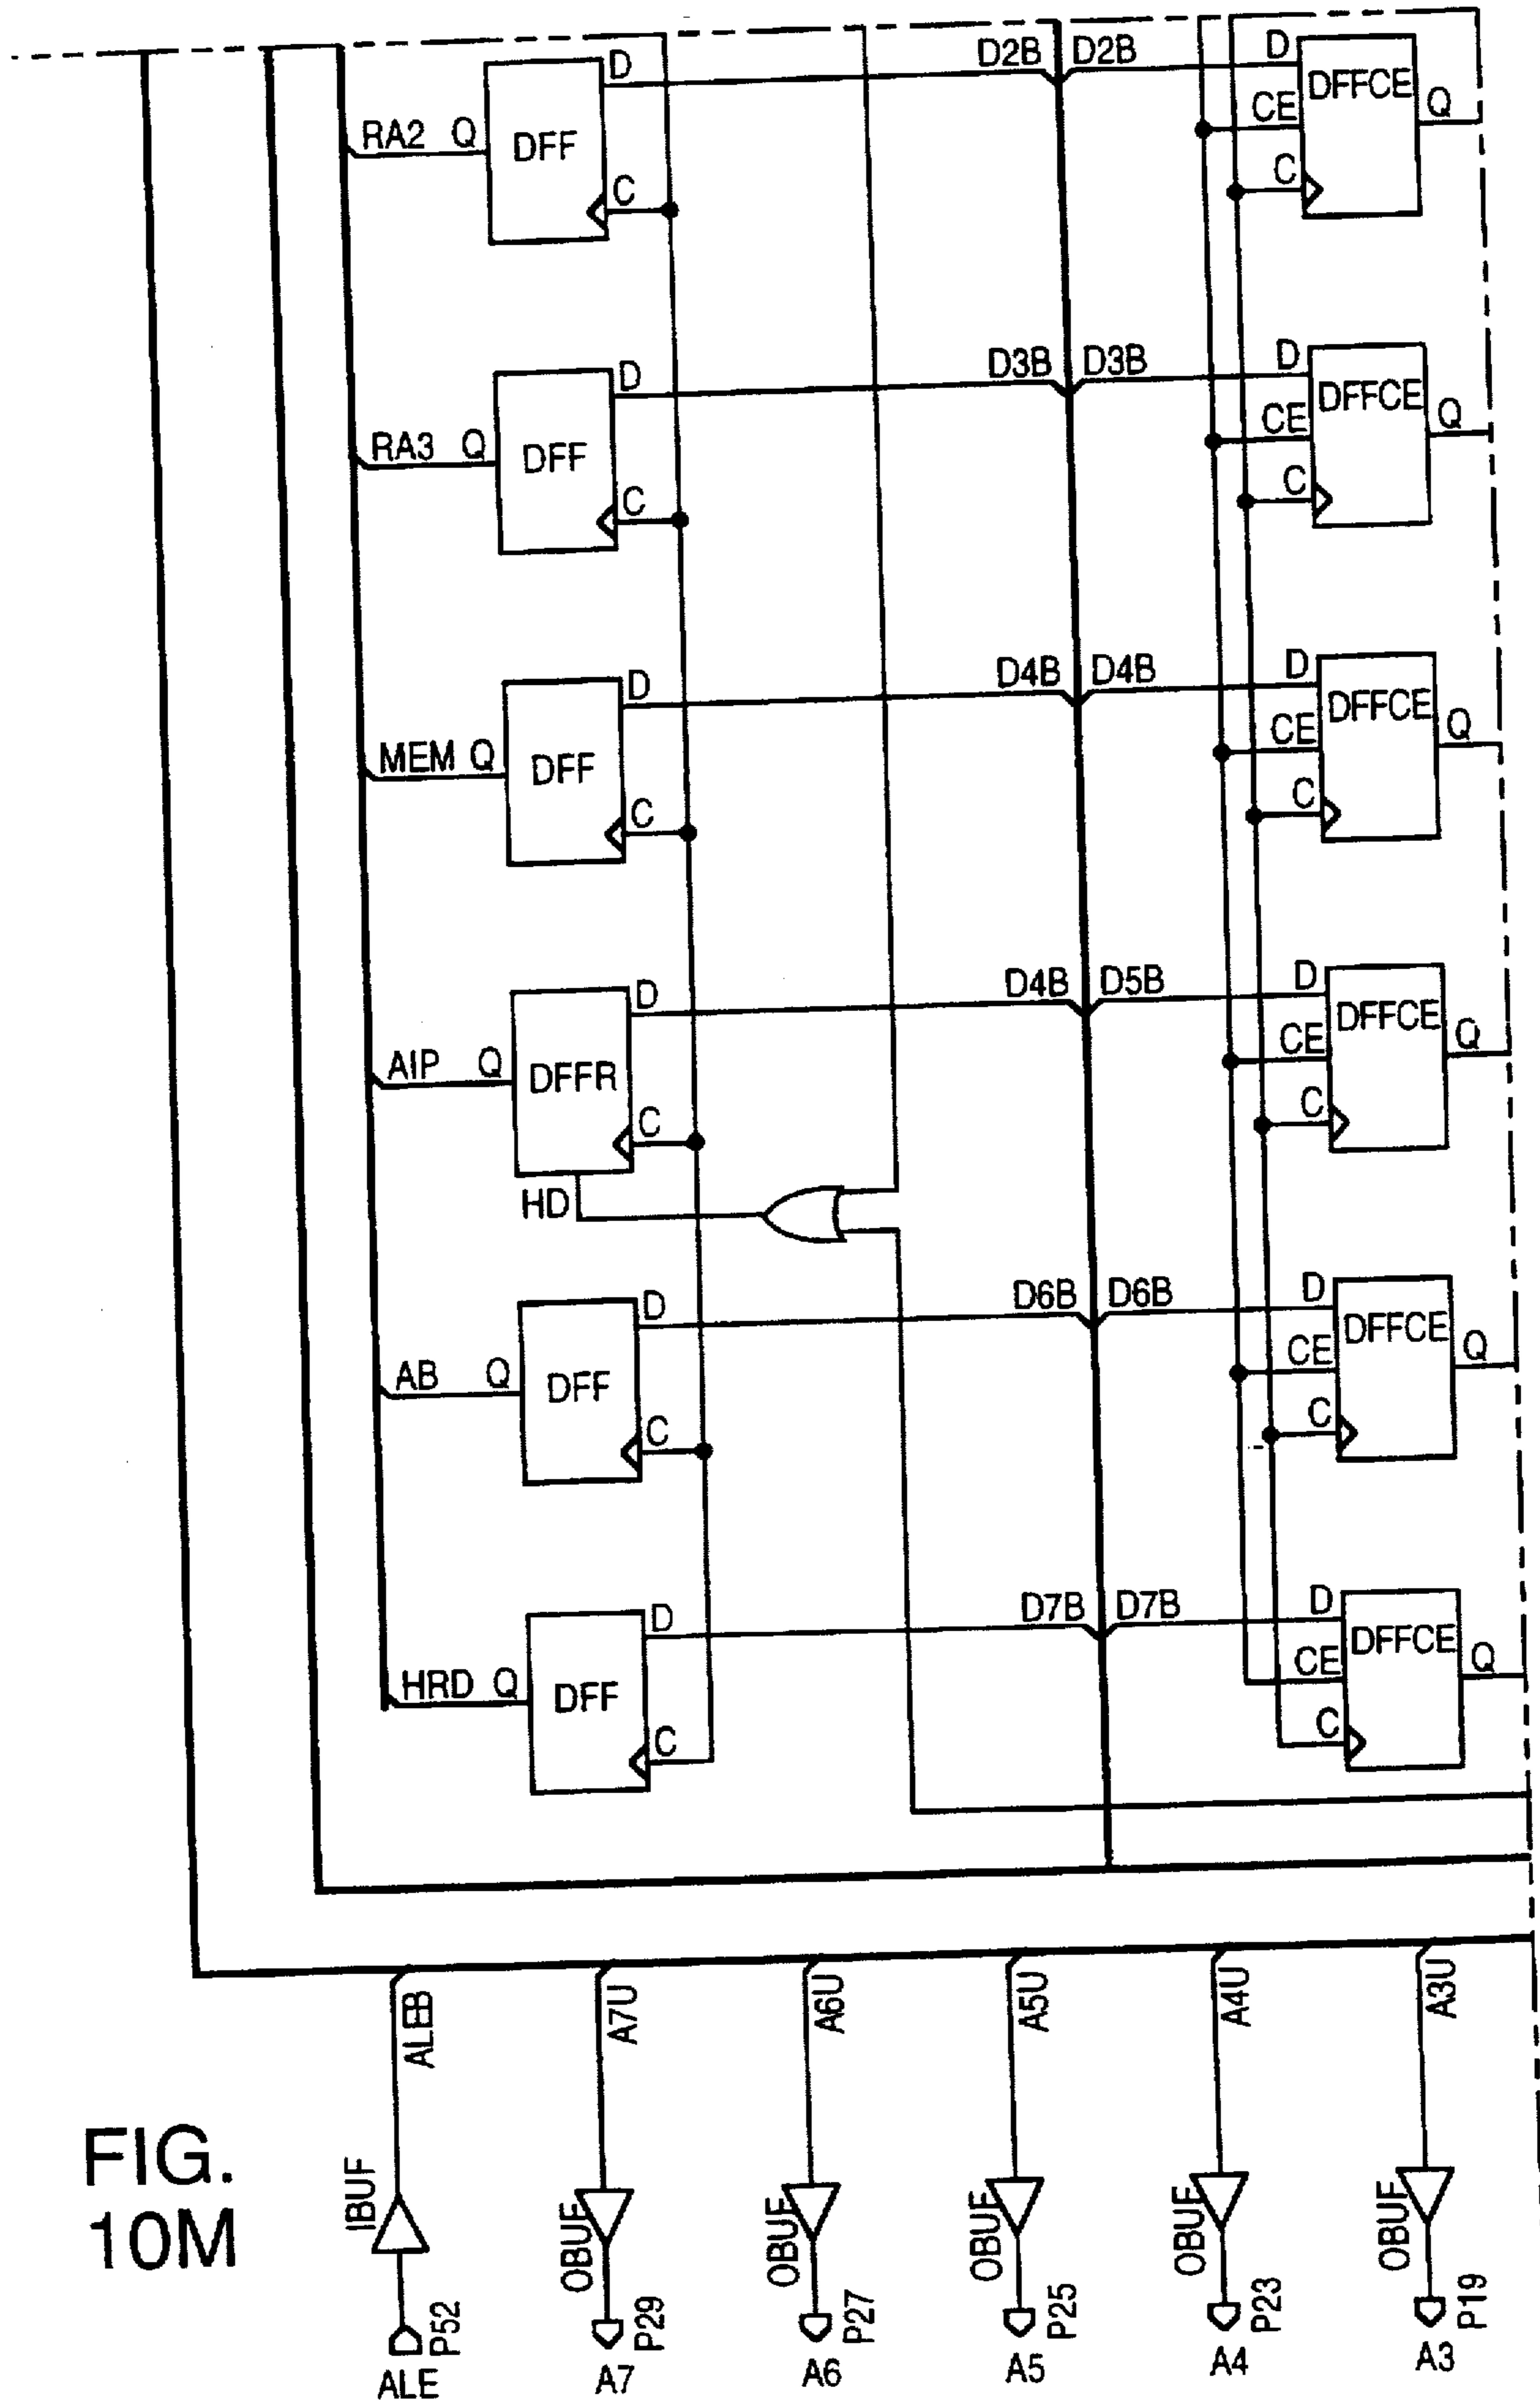 D D2B D2B D DFFCE
RA2 Q DFF CE Q
C C
D D3B D3B D DFFCE
RA3 Q DFF CE Q
C C
D D4B D4B D DFFCE
MEM Q DFF CE Q
C C
D D4B D5B D DFFCE
AIP Q DFFR CE Q
C C
HD
D D6B D6B D DFFCE
AB Q DFF CE Q
C C
D D7B D7B D DFFCE
HRD Q DFF CE Q
C C
ALEB A7U A6U A5U A4U A3U
IBUF OBUF OBUF OBUF OBUF OBUF
P52 P29 P27 P25 P23 P19
ALE A7 A6 A5 A4 A3
FIG.
10M